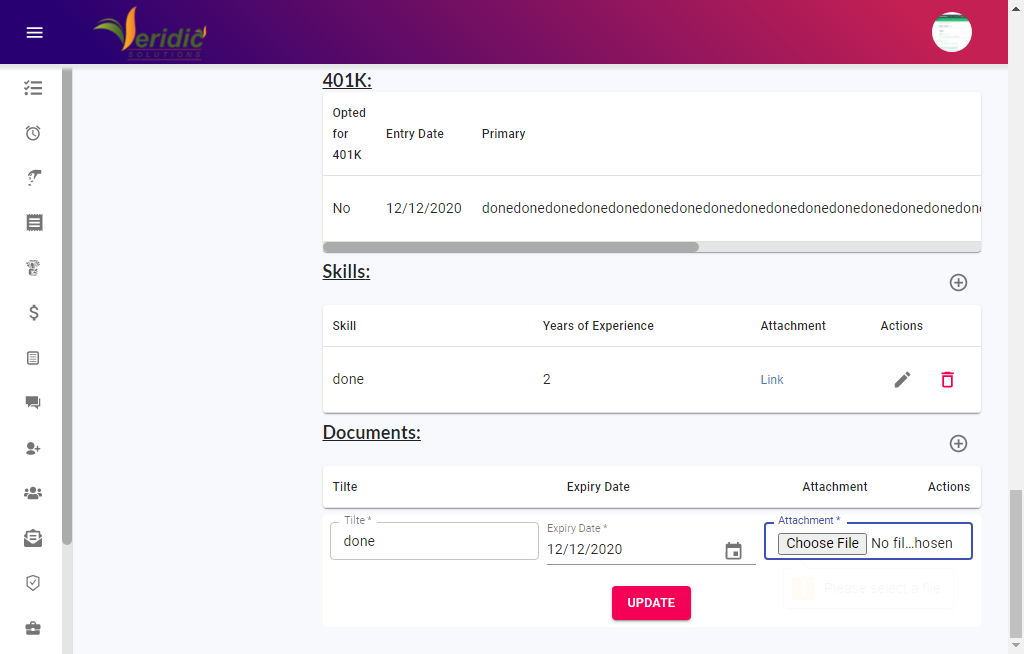 eridic
SOLUTIONS
401K:
Opted for 401K
Entry Date
Primary
No
12/12/2020
donedonedonedonedonedonedonedonedonedonedonedonedonedonedonedone
Skills:
Skill
Years of Experience
Attachment
Actions
done
2
Link
Documents:
Tilte
Expiry Date
Attachment
Actions
Tilte *
done
Expiry Date *
12/12/2020
Attachment *
Choose File No fil...hosen
Please select a file.
UPDATE